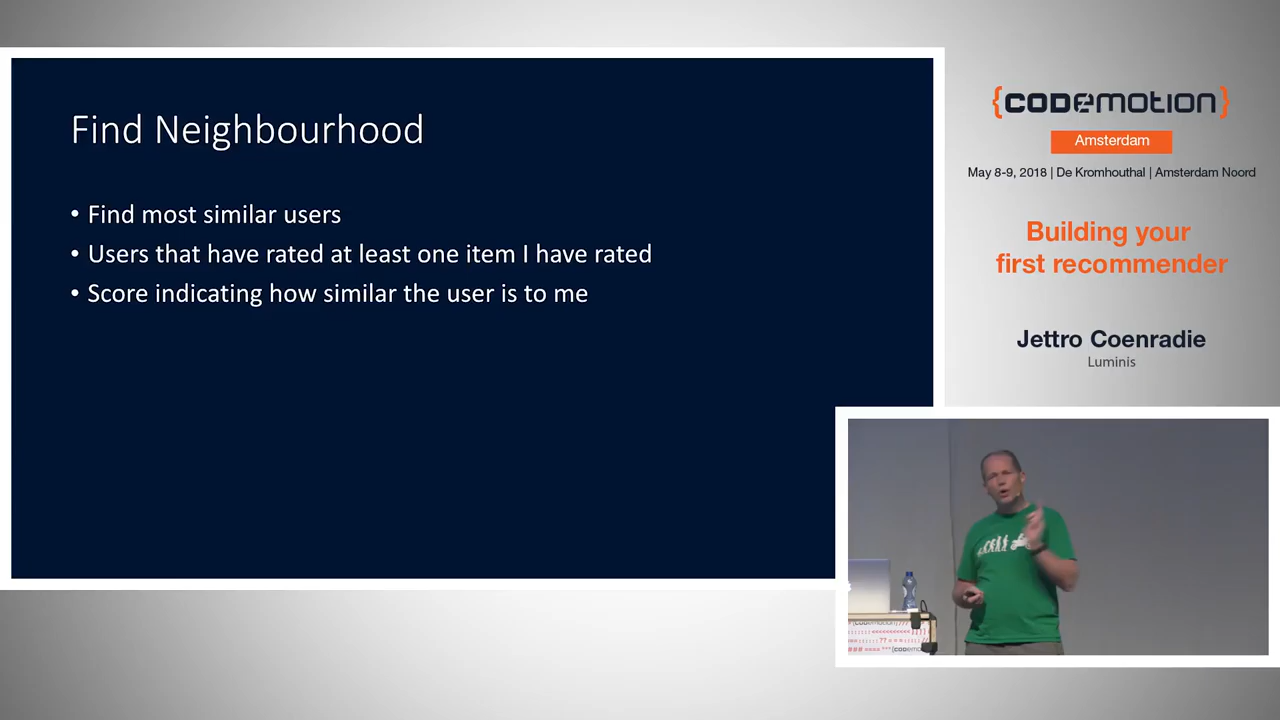 Find Neighbourhood
• Find most similar users
• Users that have rated at least one item I have rated
• Score indicating how similar the user is to me
{CODEMOTION}
Amsterdam
May 8-9, 2018 | De Kromhouthal | Amsterdam Noord
Building your
first recommender
Jettro Coenradie
Luminis